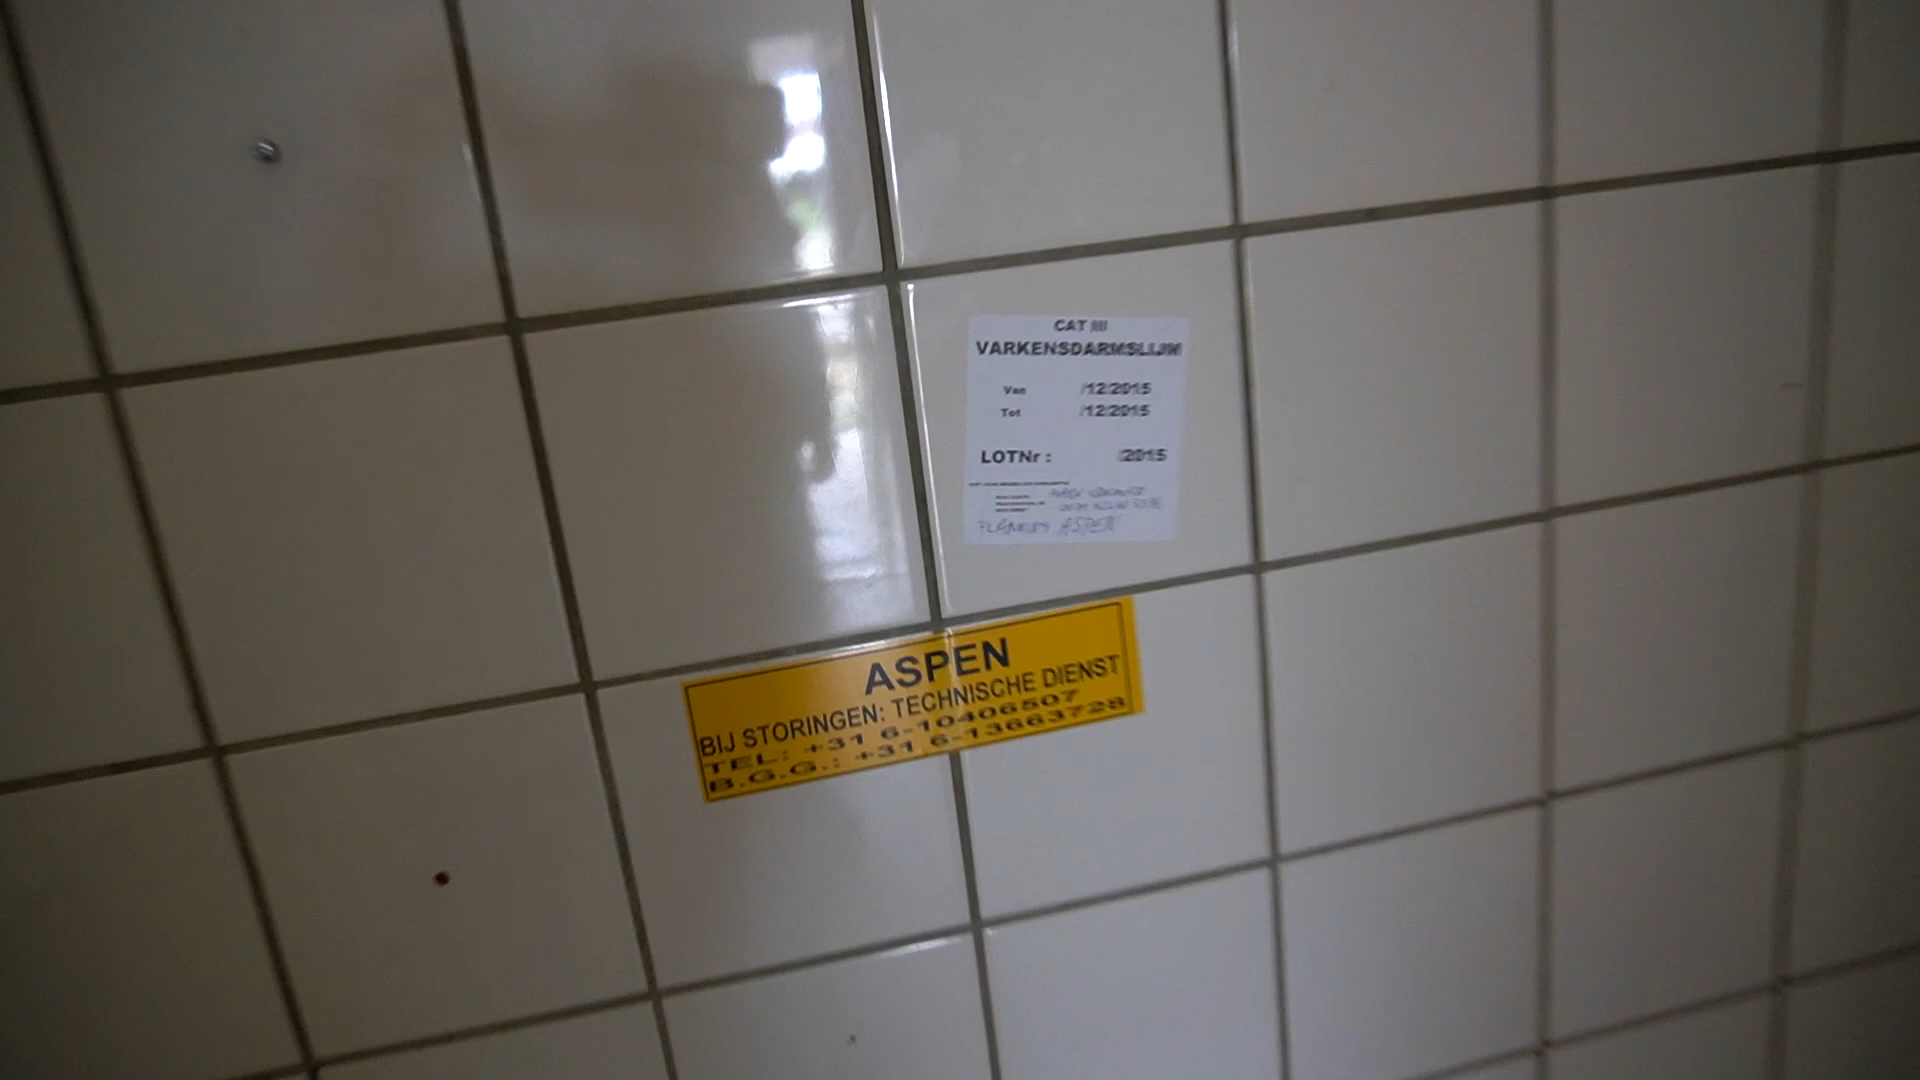 CAT III
VARKENSDARMSLIJM
Van /12/2015
Tot /12/2015
LOTNr : /2015
ASPEN
ASPEN
BIJ STORINGEN: TECHNISCHE DIENST
TEL: +31 6-10406507
B.G.G.: +31 6-13663728